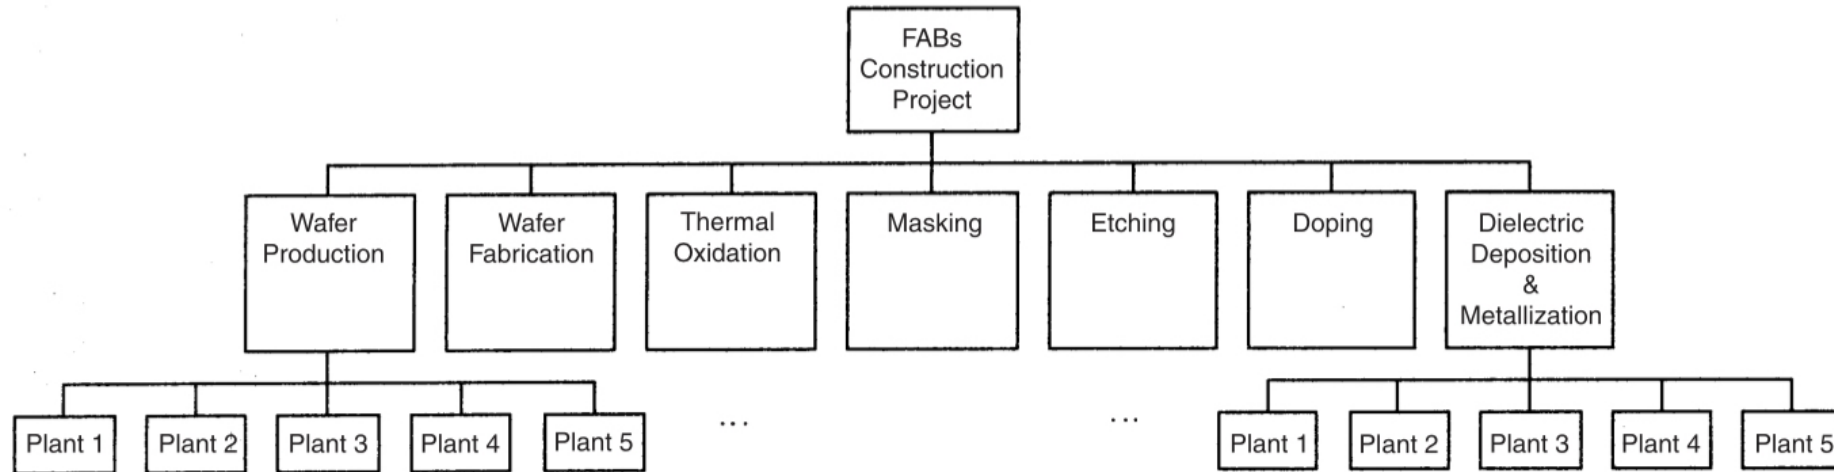 FABs
Construction
Project
Wafer
Production
Wafer
Fabrication
Thermal
Oxidation
Masking
Etching
Doping
Dielectric
Deposition
&
Metallization
Plant 1
Plant 2
Plant 3
Plant 4
Plant 5
...
...
Plant 1
Plant 2
Plant 3
Plant 4
Plant 5